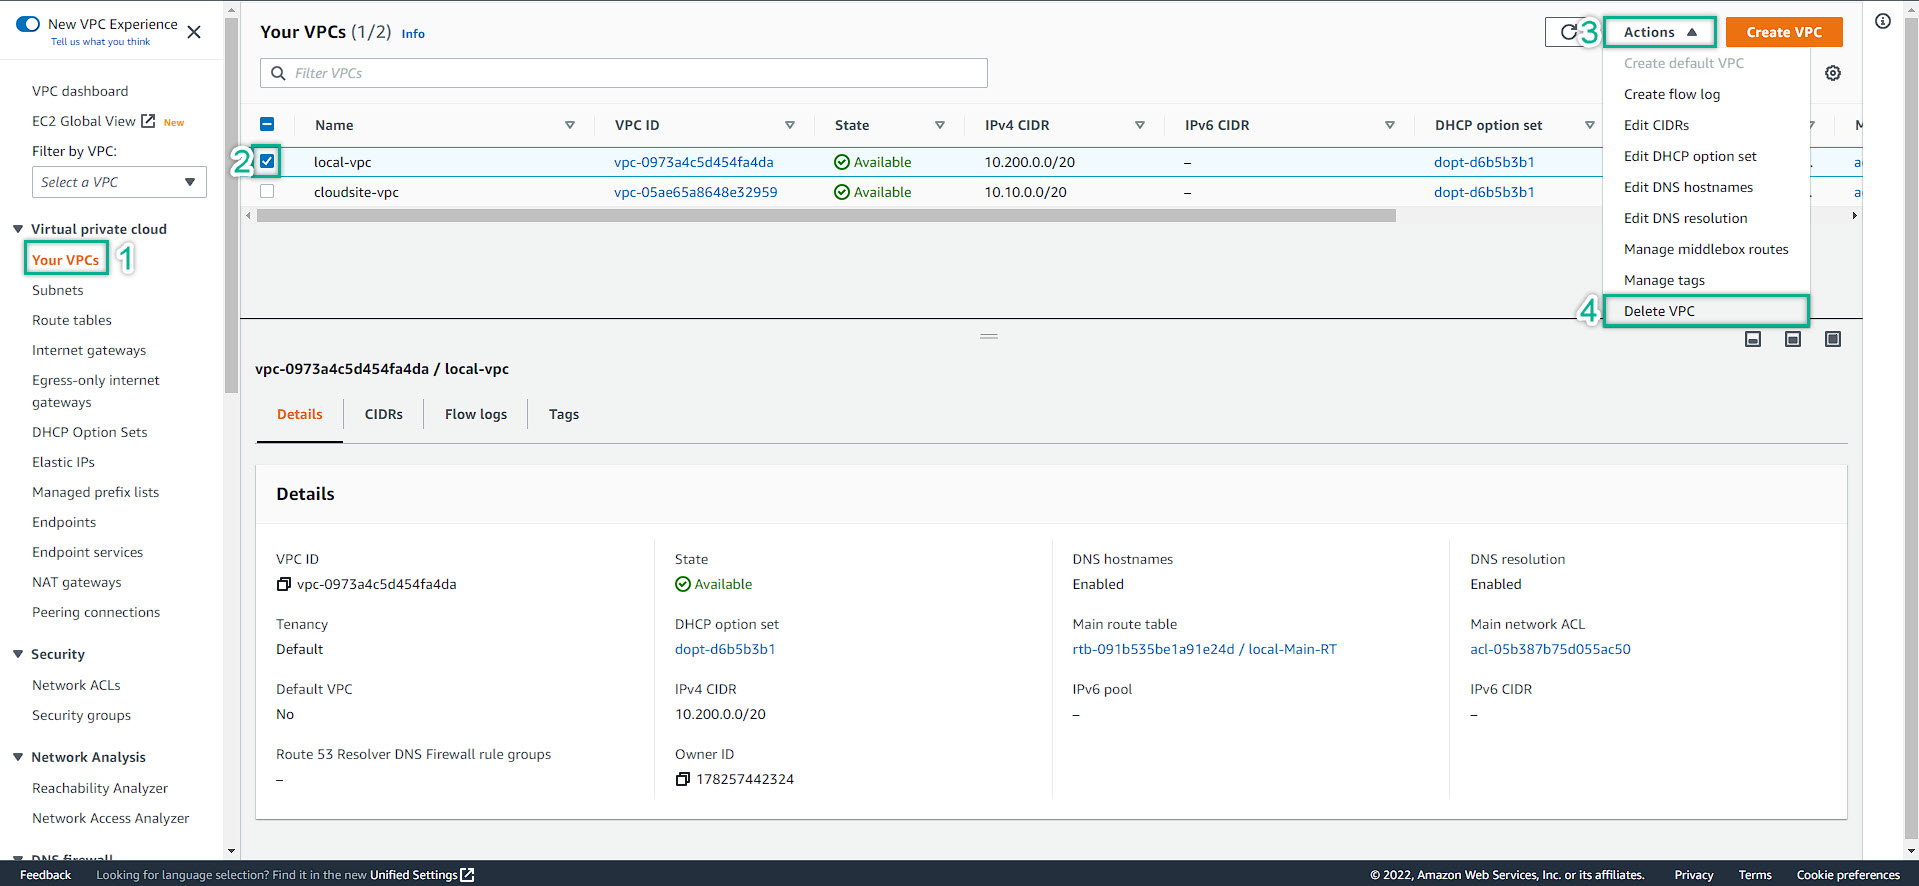 New VPC Experience
Tell us what you think
VPC dashboard
EC2 Global View New
Filter by VPC:
Select a VPC
Virtual private cloud
Your VPCs 1
Subnets
Route tables
Internet gateways
Egress-only internet
gateways
DHCP Option Sets
Elastic IPs
Managed prefix lists
Endpoints
Endpoint services
NAT gateways
Peering connections
Security
Network ACLs
Security groups
Network Analysis
Reachability Analyzer
Network Access Analyzer
DNS firewall
Your VPCs (1/2) Info
3 Actions Create VPC
Filter VPCs
Name VPC ID State IPv4 CIDR IPv6 CIDR DHCP option set M
2 local-vpc vpc-0973a4c5d454fa4da Available 10.200.0.0/20 – dopt-d6b5b3b1 a
cloudsite-vpc vpc-05ae65a8648e32959 Available 10.10.0.0/20 – dopt-d6b5b3b1 a
Create default VPC
Create flow log
Edit CIDRs
Edit DHCP option set
Edit DNS hostnames
Edit DNS resolution
Manage middlebox routes
Manage tags
4 Delete VPC
vpc-0973a4c5d454fa4da / local-vpc
Details CIDRs Flow logs Tags
Details
VPC ID
vpc-0973a4c5d454fa4da
State
Available
DNS hostnames
Enabled
DNS resolution
Enabled
Tenancy
Default
DHCP option set
dopt-d6b5b3b1
Main route table
rtb-091b535be1a91e24d / local-Main-RT
Main network ACL
acl-05b387b75d055ac50
Default VPC
No
IPv4 CIDR
10.200.0.0/20
IPv6 pool
–
IPv6 CIDR
–
Route 53 Resolver DNS Firewall rule groups
–
Owner ID
178257442324
Feedback Looking for language selection? Find it in the new Unified Settings © 2022, Amazon Web Services, Inc. or its affiliates. Privacy Terms Cookie preferences